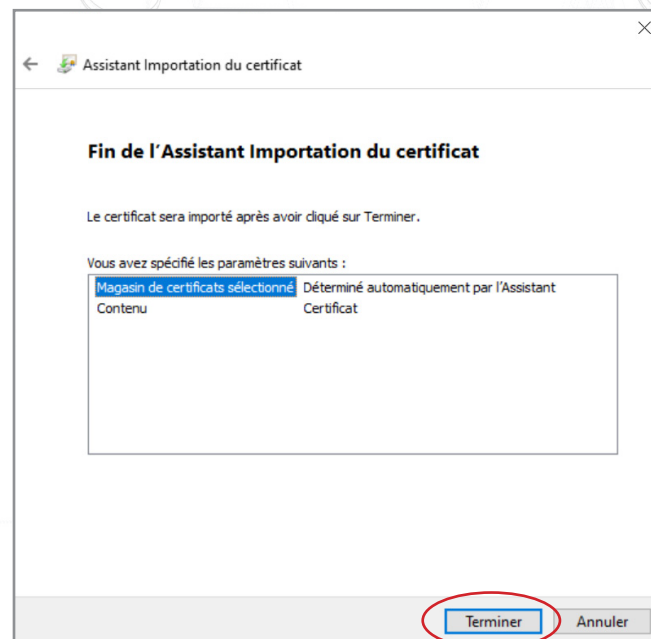 Assistant Importation du certificat
Fin de l'Assistant Importation du certificat
Le certificat sera importé après avoir cliqué sur Terminer.
Vous avez spécifié les paramètres suivants :
Magasin de certificats sélectionné Déterminé automatiquement par l'Assistant
Contenu Certificat
Terminer Annuler